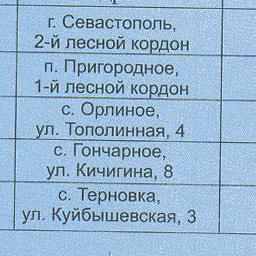 г. Севастополь,
2-й лесной кордон
п. Пригородное,
1-й лесной кордон
с. Орлиное,
ул. Тополинная, 4
с. Гончарное,
ул. Кичигина, 8
с. Терновка,
ул. Куйбышевская, 3